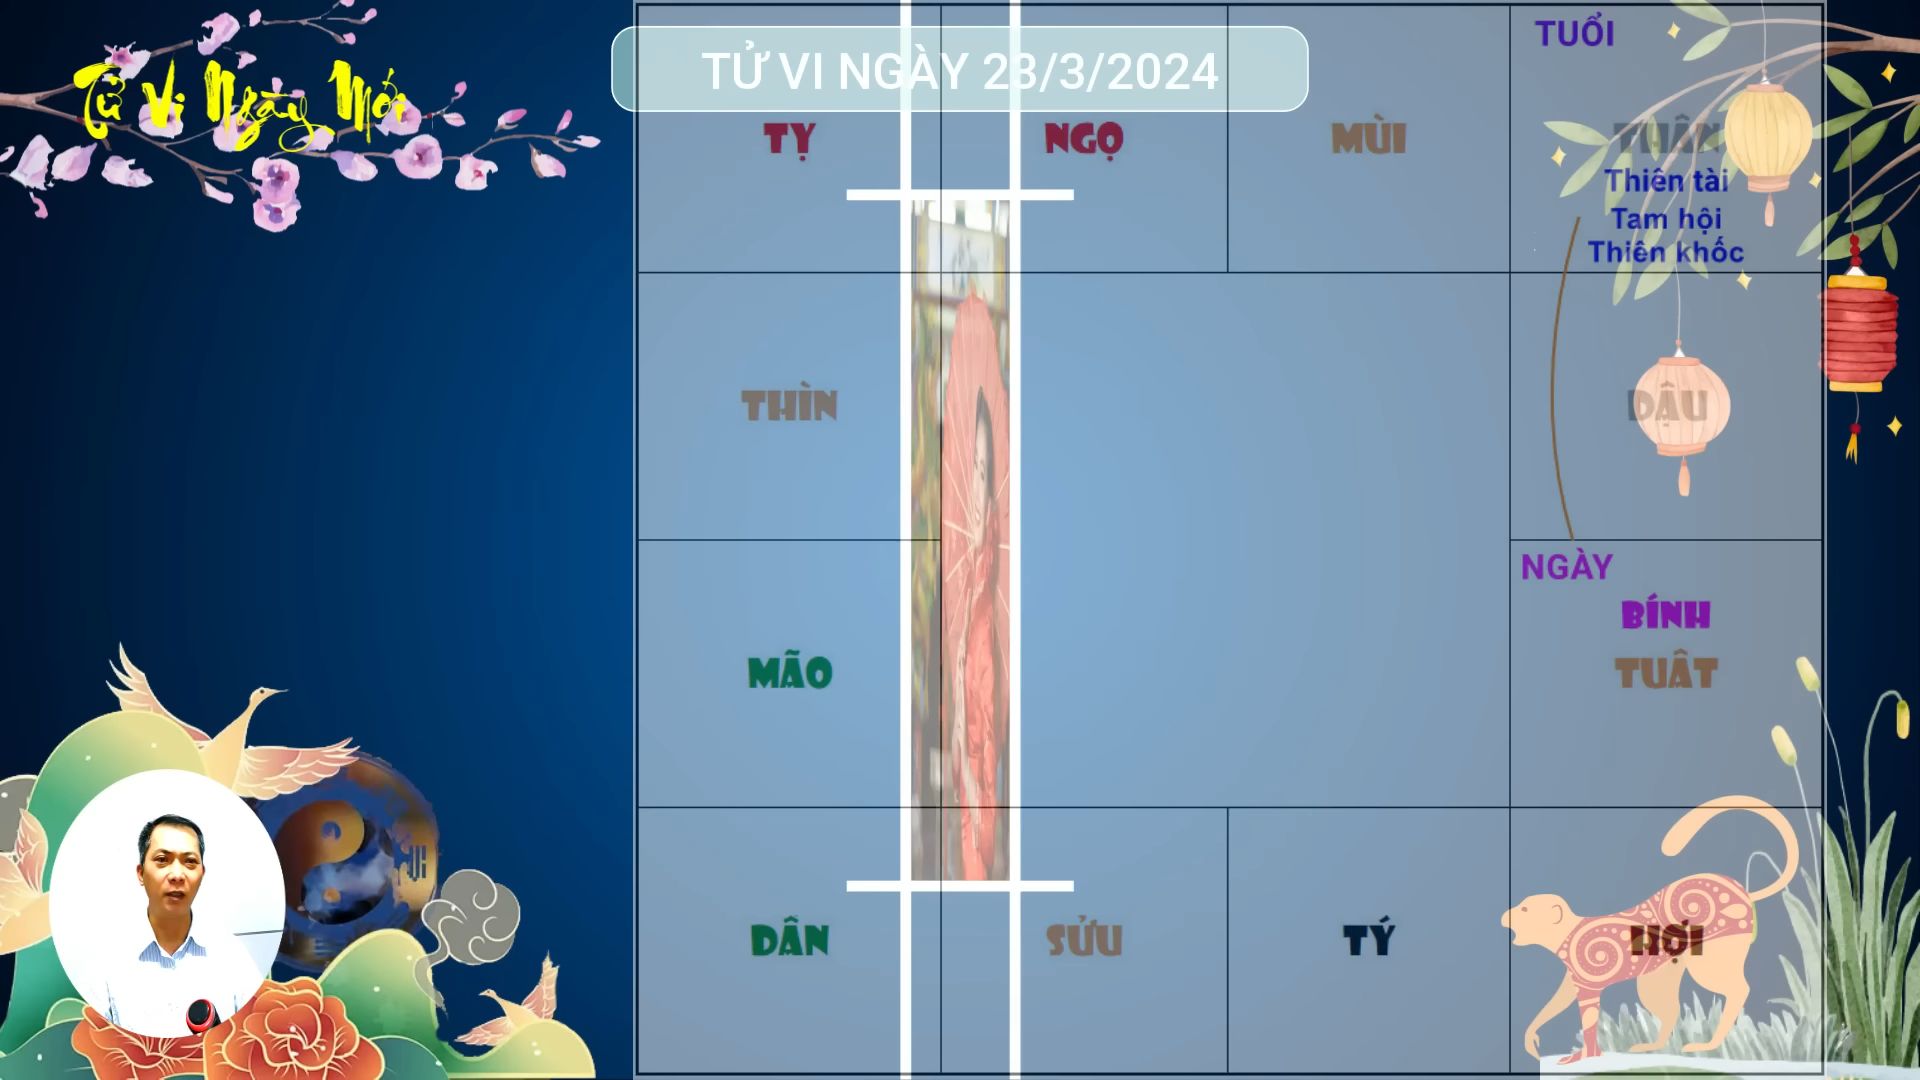 Tử Vi Ngày Mới
TỬ VI NGÀY 23/3/2024
TUỔI
TỴ
NGỌ
MÙI
THÂN
Thiên tài
Tam hội
Thiên khốc
THÌN
DẬU
NGÀY
BÍNH
TUẤT
MÃO
DẦN
SỬU
TÝ
HỢI